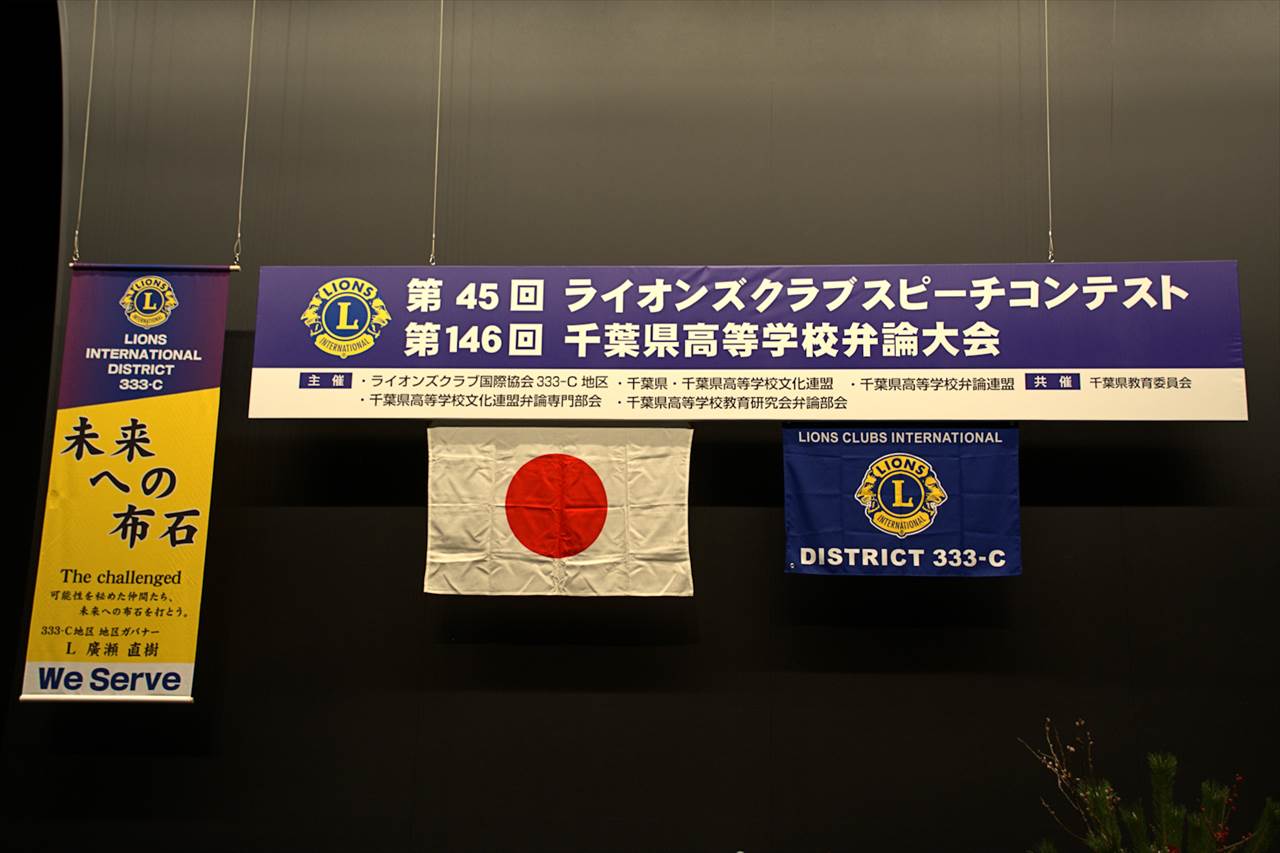 LIONS
L
INTERNATIONAL
LIONS
INTERNATIONAL
DISTRICT
333-C
未来
への
布石
The challenged
可能性を秘めた仲間たち、
未来への布石を打とう。
333-C地区 地区ガバナー
L 廣瀬 直樹
We Serve
LIONS
L
INTERNATIONAL
第 45 回 ライオンズクラブスピーチコンテスト
第146回 千葉県高等学校弁論大会
主 催 ・ライオンズクラブ国際協会 333-C 地区 ・千葉県・千葉県高等学校文化連盟 ・千葉県高等学校弁論連盟 共 催 千葉県教育委員会
・千葉県高等学校文化連盟弁論専門部会 ・千葉県高等学校教育研究会弁論部会
LIONS CLUBS INTERNATIONAL
LIONS
L
INTERNATIONAL
DISTRICT 333-C